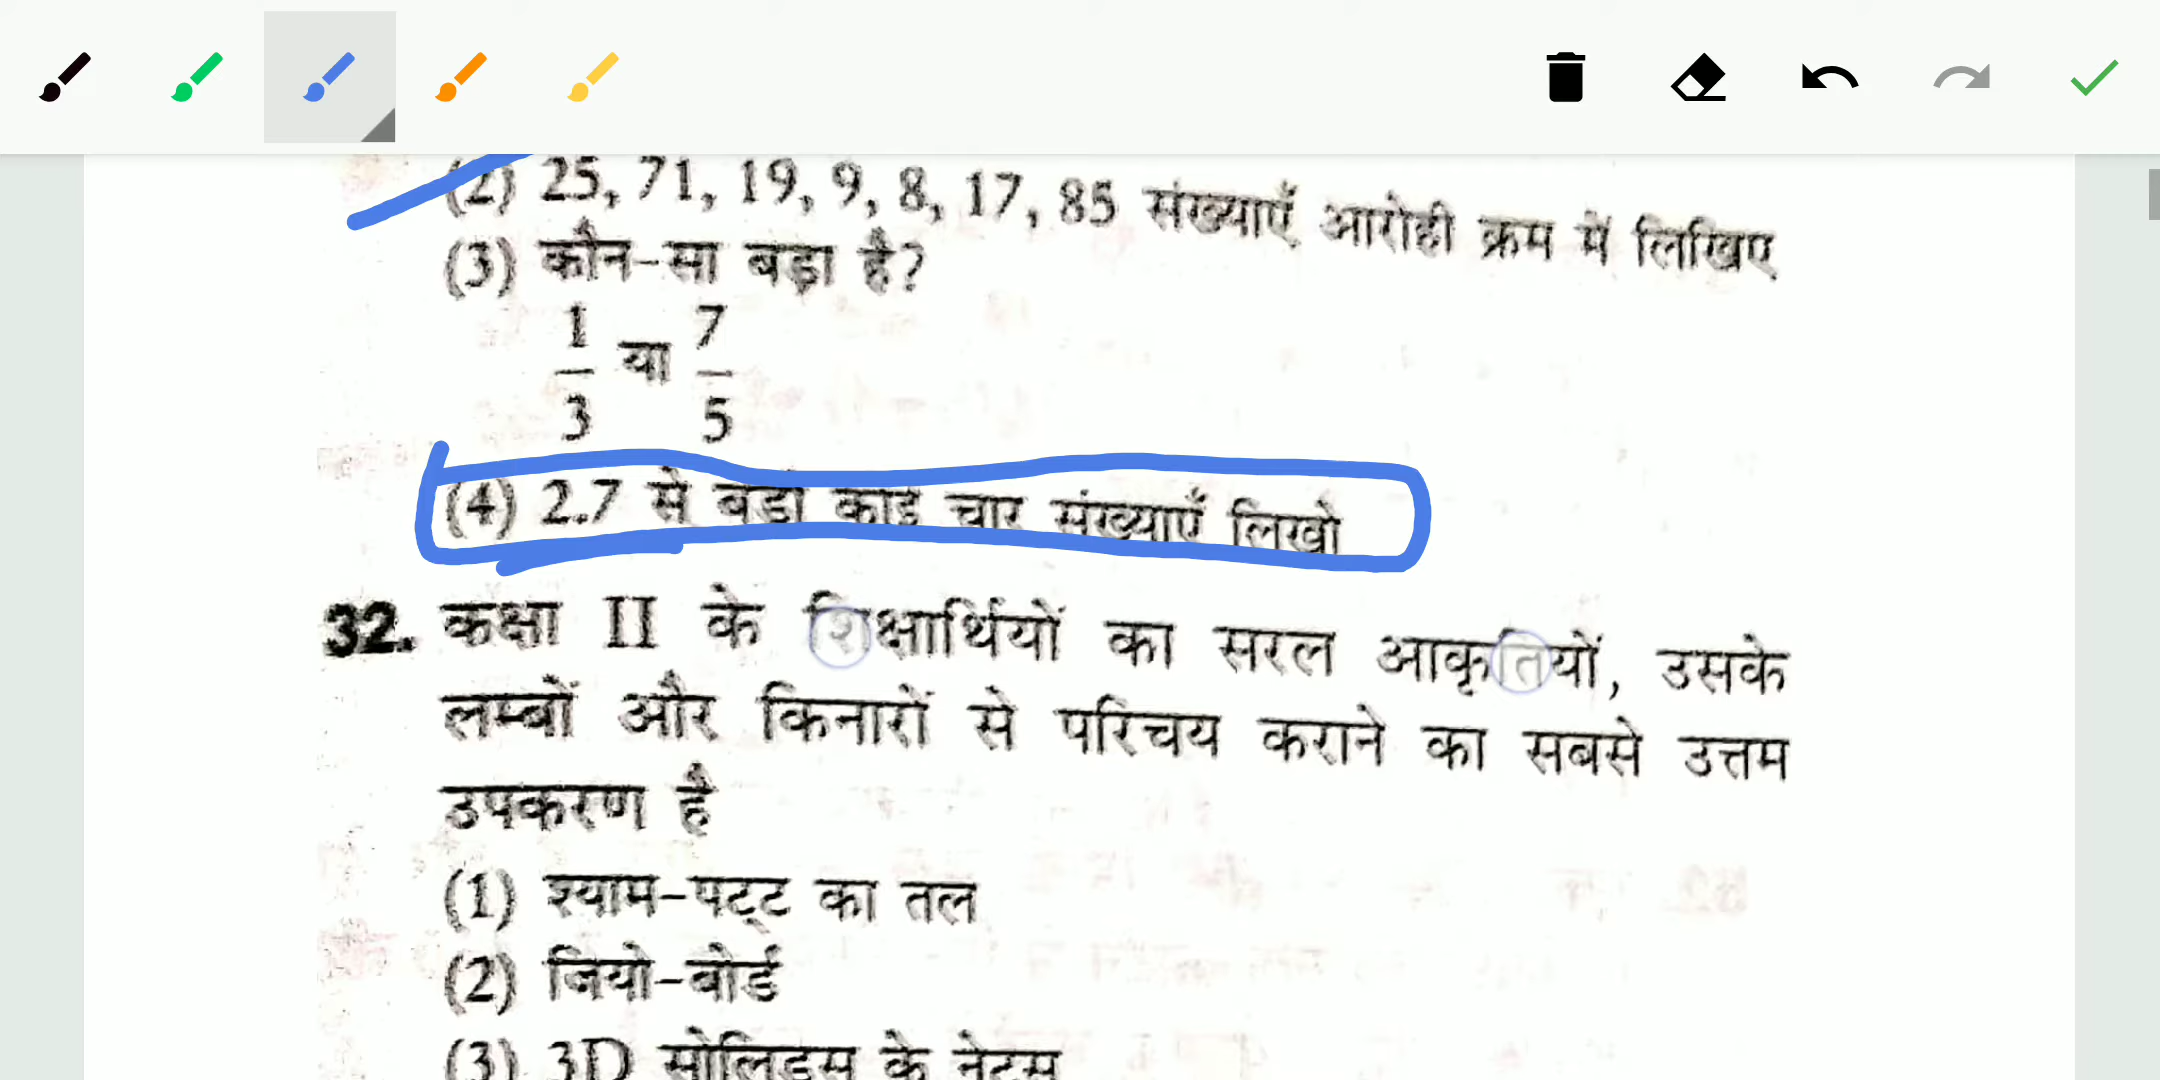 (2) 25, 71, 19, 9, 8, 17, 85 संख्याएँ आरोही क्रम में लिखिए
(3) कौन-सा बड़ा है?
1/3 या 7/5
(4) 2.7 से बड़ी कोई चार संख्याएँ लिखो
32. कक्षा II के शिक्षार्थियों का सरल आकृतियों, उसके
लम्बों और किनारों से परिचय कराने का सबसे उत्तम
उपकरण है
(1) श्याम-पट्ट का तल
(2) जियो-बोर्ड
(3) 3D सोलिड्स के नेट्स